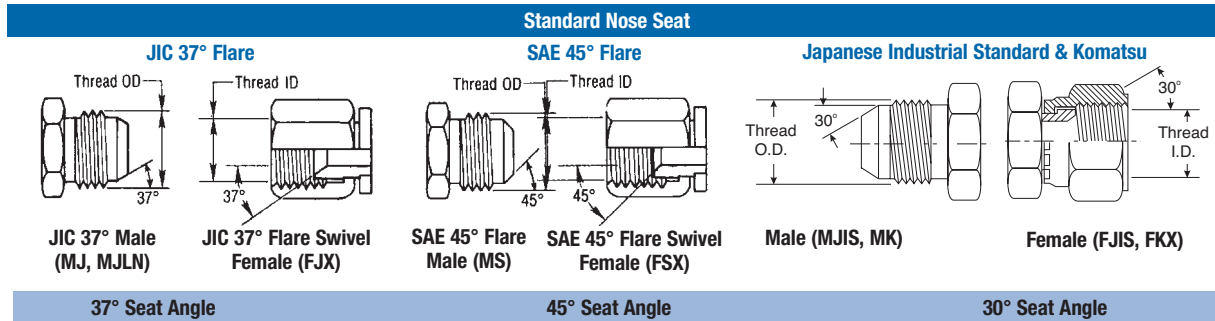 Standard Nose Seat
JIC 37° Flare
SAE 45° Flare
Japanese Industrial Standard & Komatsu
Thread OD
Thread ID
37°
37°
Thread OD
Thread ID
45°
45°
Thread
O.D.
30°
30°
Thread
I.D.
JIC 37° Male
(MJ, MJLN)
JIC 37° Flare Swivel
Female (FJX)
SAE 45° Flare
Male (MS)
SAE 45° Flare Swivel
Female (FSX)
Male (MJIS, MK)
Female (FJIS, FKX)
37° Seat Angle
45° Seat Angle
30° Seat Angle